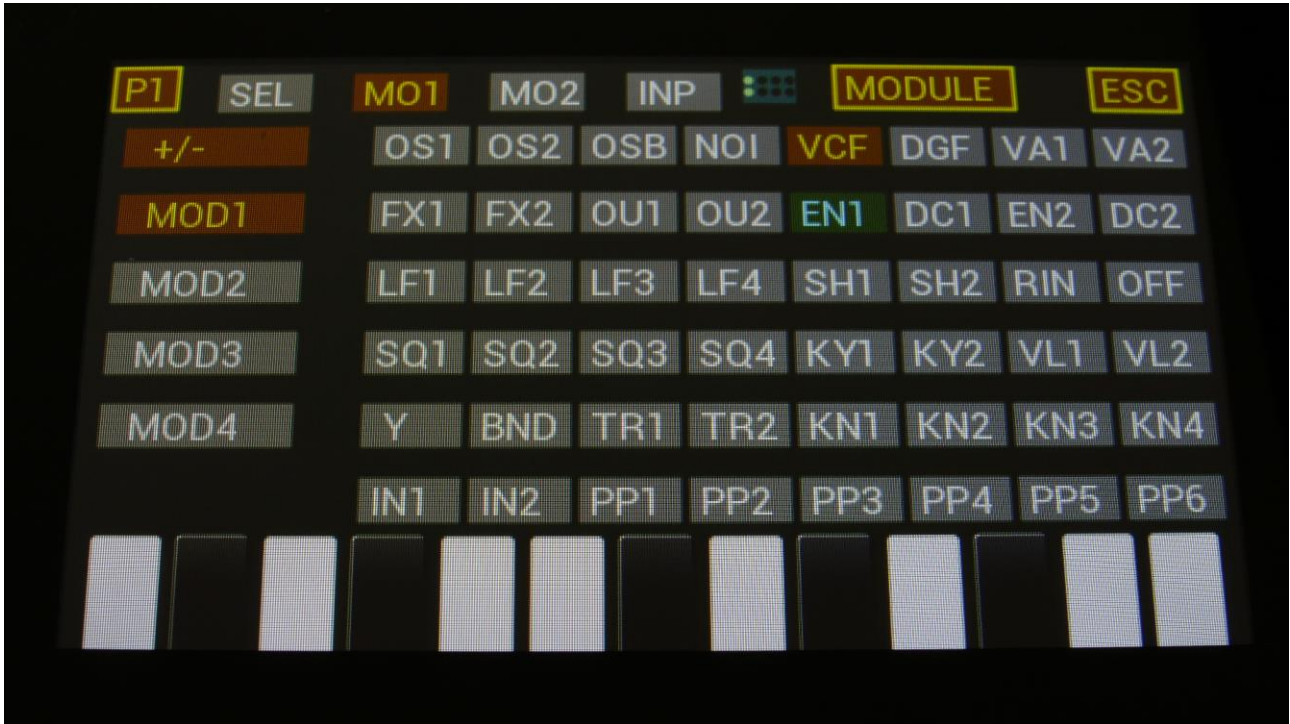 P1 SEL MO1 MO2 INP MODULE ESC
+/- OS1 OS2 OSB NOI VCF DGF VA1 VA2
MOD1 FX1 FX2 OU1 OU2 EN1 DC1 EN2 DC2
MOD2 LF1 LF2 LF3 LF4 SH1 SH2 RIN OFF
MOD3 SQ1 SQ2 SQ3 SQ4 KY1 KY2 VL1 VL2
MOD4 Y BND TR1 TR2 KN1 KN2 KN3 KN4
IN1 IN2 PP1 PP2 PP3 PP4 PP5 PP6